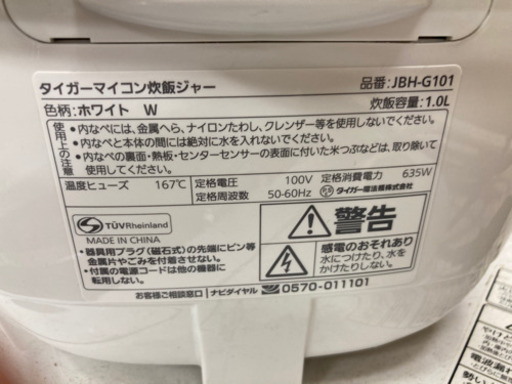 タイガーマイコン炊飯ジャー 品番:JBH-G101
色柄:ホワイト W 炊飯容量:1.0L
使用上の注意
・内なべには、金属へら、ナイロンたわし、クレンザー等を使用しないでください。
・内なべと本体の間には絶対に水を入れないでください。
・内なべの裏面・熱板・センターセンサーの表面に付いた米つぶなどは、取り除いて
使用してください。
温度ヒューズ 167℃ 定格電圧 100V 定格消費電力 635W
定格周波数 50-60Hz タイガー魔法瓶株式会社
TÜVRheinland
MADE IN CHINA
・器具用プラグ(磁石式)の先端にピン等
金属片やごみを付着させない。
・付属の電源コードは他の機器に
転用しない。
警告
感電のおそれあり
水につけたり、水を
かけたりしない。
お客様ご相談窓口 ナビダイヤル 0570-011101
電波漏れ